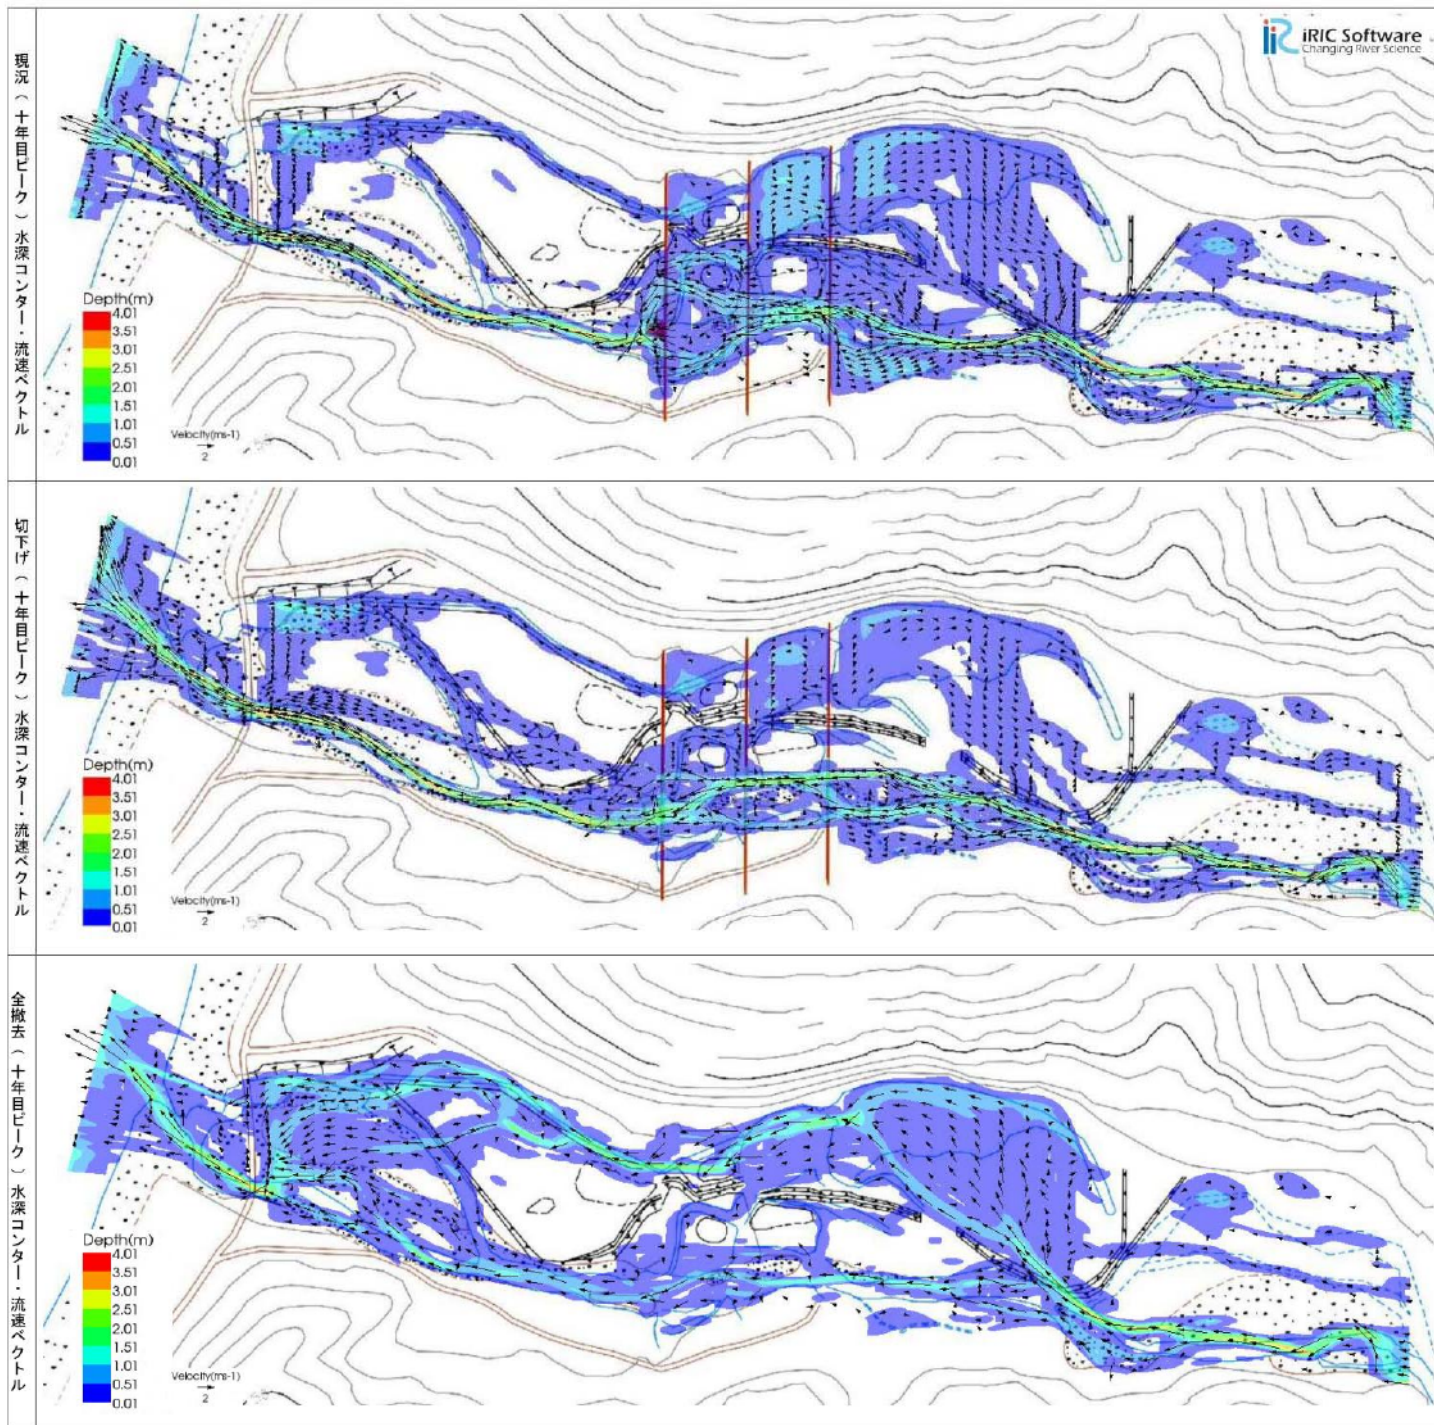 iRIC Software
Changing River Science
現況（十年目ピーク）水深コンター・流速ベクトル
Depth(m)
4.01
3.51
3.01
2.51
2.01
1.51
1.01
0.51
0.01
Velocity(ms-1)
2
切下げ（十年目ピーク）水深コンター・流速ベクトル
Depth(m)
4.01
3.51
3.01
2.51
2.01
1.51
1.01
0.51
0.01
Velocity(ms-1)
2
全撤去（十年目ピーク）水深コンター・流速ベクトル
Depth(m)
4.01
3.51
3.01
2.51
2.01
1.51
1.01
0.51
0.01
Velocity(ms-1)
2